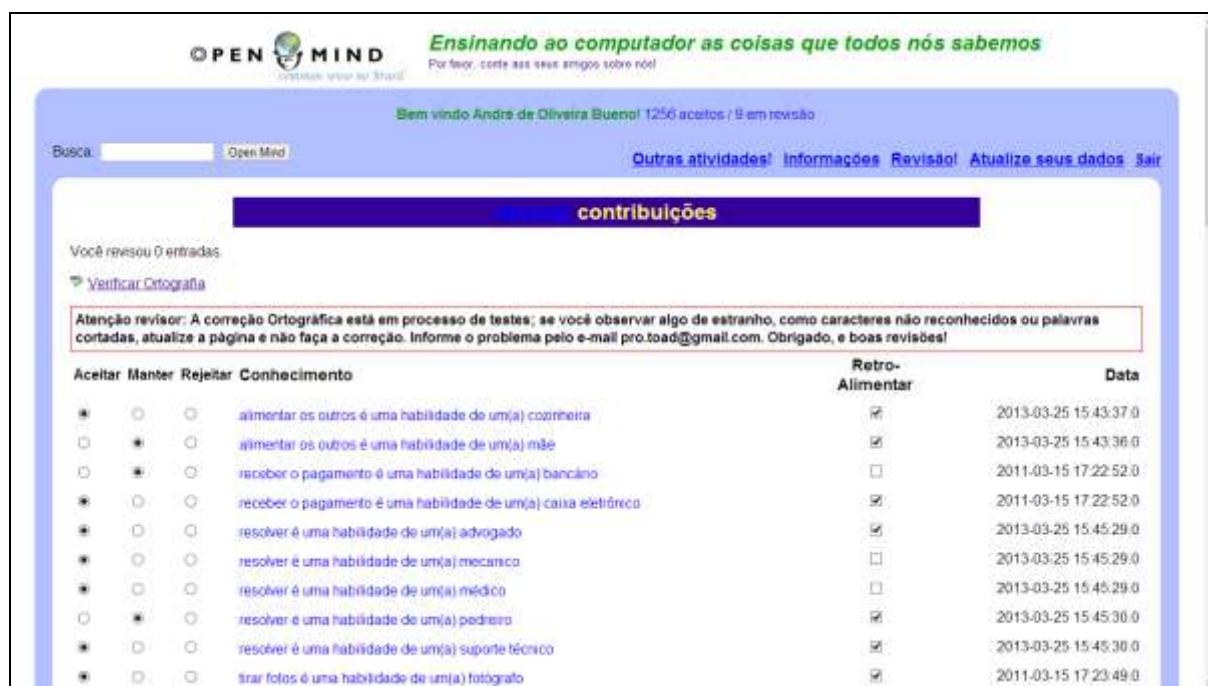 OPEN MIND
Ensinando ao computador as coisas que todos nós sabemos
Por favor, conte aos seus amigos sobre nós!
Bem vindo Andre de Oliveira Bueno! 1256 aceitos / 9 em revisão
Busca: Open Mind
Outras atividades! Informações Revisão! Atualize seus dados Sair
contribuições
Você revisou 0 entradas.
Verificar Ortografia
Atenção revisor: A correção Ortográfica está em processo de testes; se você observar algo de estranho, como caracteres não reconhecidos ou palavras
cortadas, atualize a página e não faça a correção. Informe o problema pelo e-mail pro.toad@gmail.com. Obrigado, e boas revisões!
Aceitar Manter Rejeitar Conhecimento Retro-Alimentar Data
alimentar os outros é uma habilidade de um(a) cozinheira 2013-03-25 15:43:37.0
alimentar os outros é uma habilidade de um(a) mãe 2013-03-25 15:43:36.0
receber o pagamento é uma habilidade de um(a) bancário 2011-03-15 17:22:52.0
receber o pagamento é uma habilidade de um(a) caixa eletrônico 2011-03-15 17:22:52.0
resolver é uma habilidade de um(a) advogado 2013-03-25 15:45:29.0
resolver é uma habilidade de um(a) mecanico 2013-03-25 15:45:29.0
resolver é uma habilidade de um(a) médico 2013-03-25 15:45:29.0
resolver é uma habilidade de um(a) pedreiro 2013-03-25 15:45:30.0
resolver é uma habilidade de um(a) suporte técnico 2013-03-25 15:45:30.0
tirar fotos é uma habilidade de um(a) fotógrafo 2011-03-15 17:23:49.0